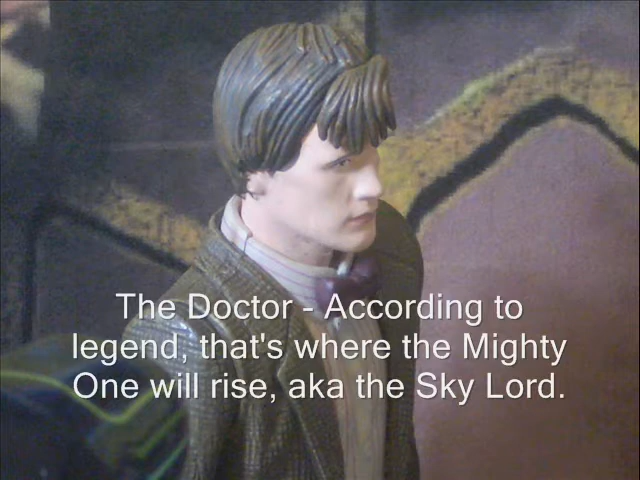 The Doctor - According to
legend, that's where the Mighty
One will rise, aka the Sky Lord.